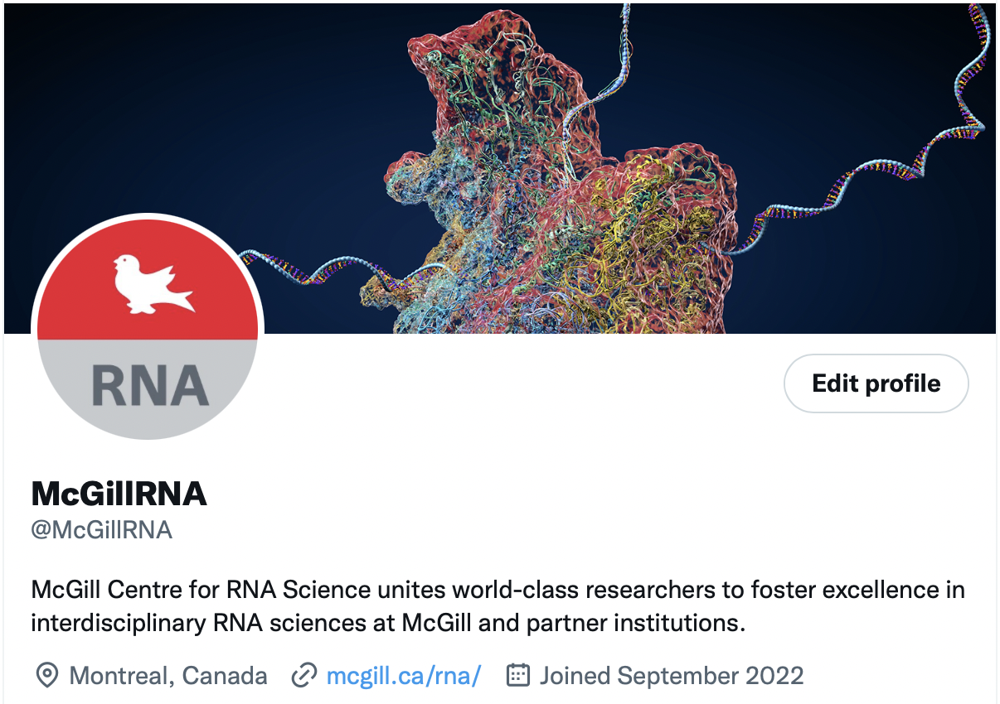 RNA
Edit profile
McGillRNA
@McGillRNA
McGill Centre for RNA Science unites world-class researchers to foster excellence in
interdisciplinary RNA sciences at McGill and partner institutions.
Montreal, Canada mcgill.ca/rna/ Joined September 2022